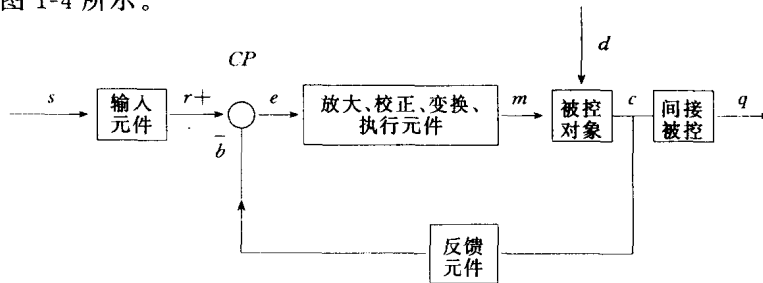 图 1-4 所示。
d
CP
s
输入
元件
r+
e
放大、校正、变换、
执行元件
m
被控
对象
c
间接
被控
q
b
反馈
元件